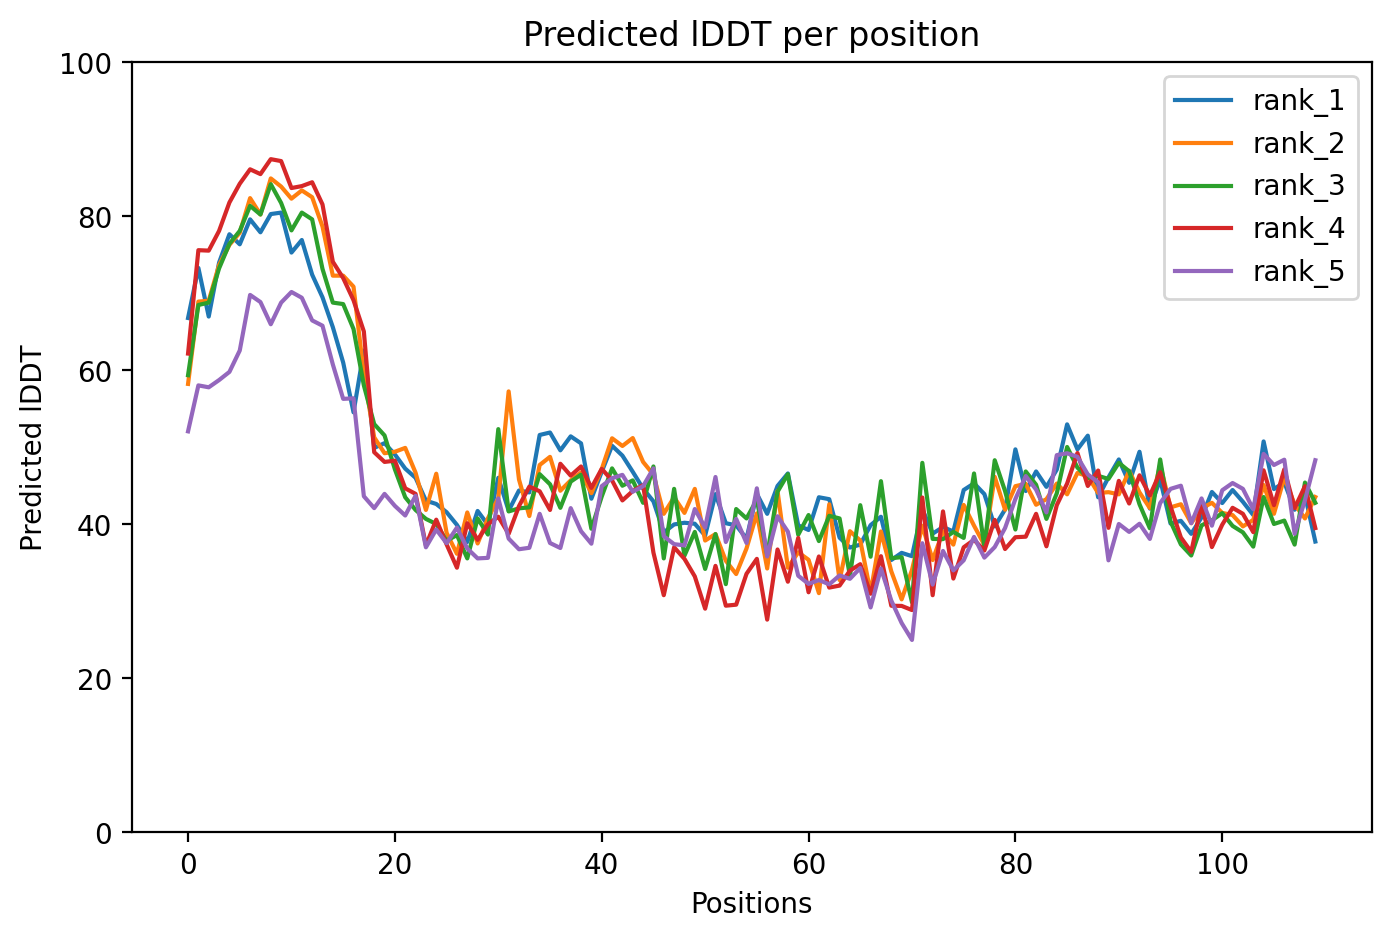 Predicted lDDT per position
100
80
60
40
20
0
Predicted lDDT
rank_1
rank_2
rank_3
rank_4
rank_5
0 20 40 60 80 100
Positions